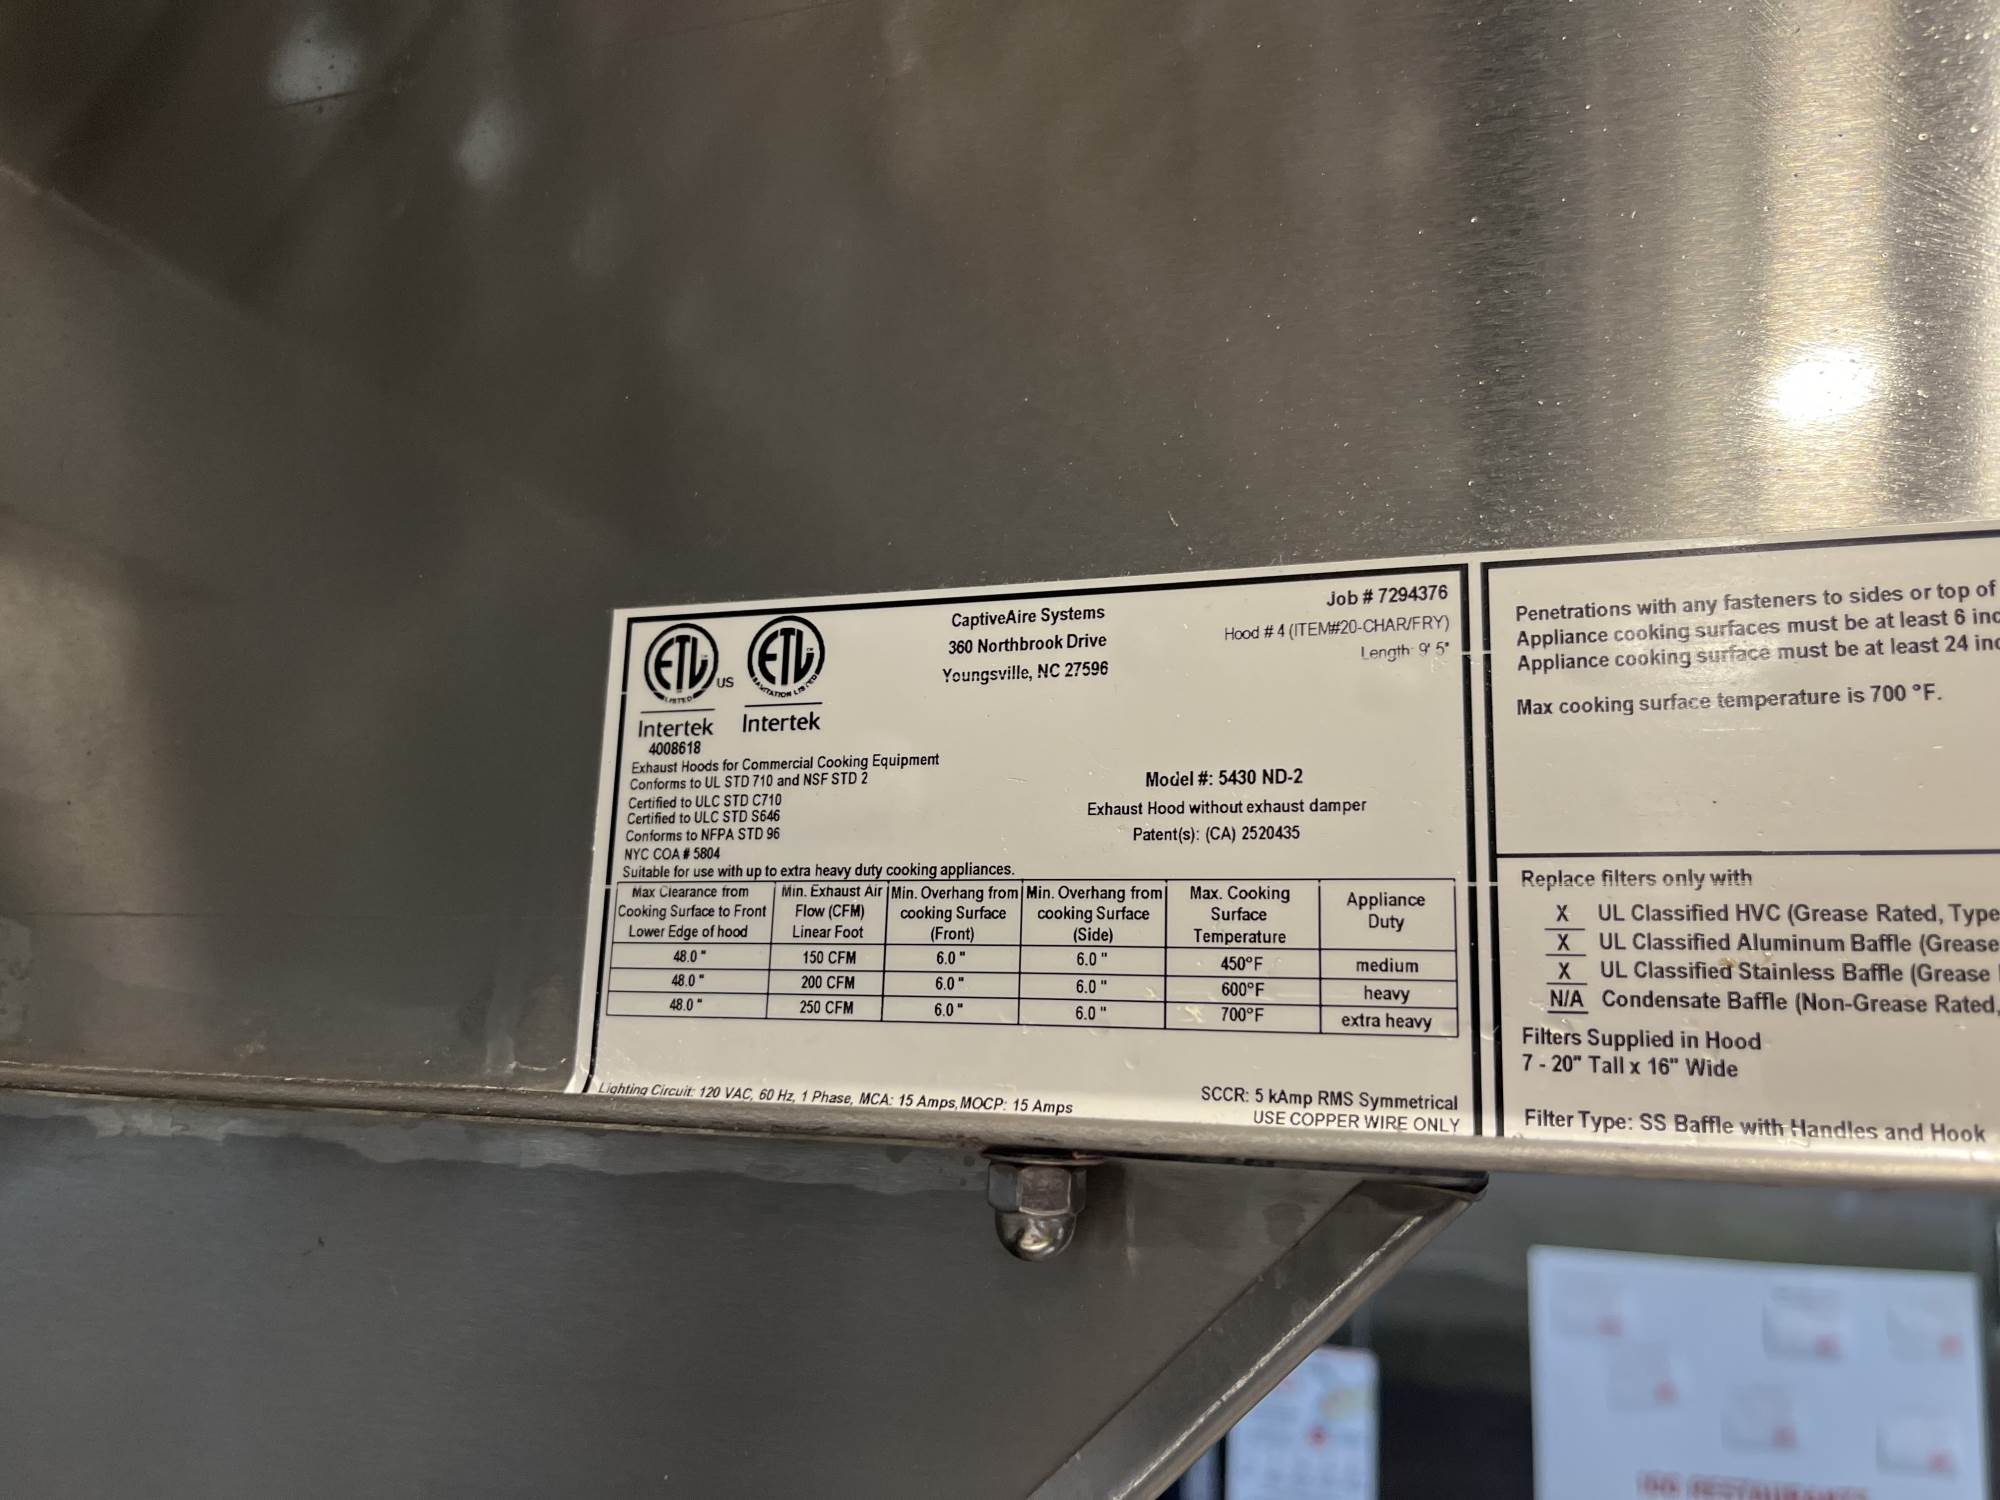 ETL
LISTED
US
Intertek
4008618
ETL
SANITATION LISTED
Intertek
CaptiveAire Systems
360 Northbrook Drive
Youngsville, NC 27596
Job # 7294376
Hood # 4 (ITEM#20-CHAR/FRY)
Length: 9' 5"
Exhaust Hoods for Commercial Cooking Equipment
Conforms to UL STD 710 and NSF STD 2
Certified to ULC STD C710
Certified to ULC STD S646
Conforms to NFPA STD 96
NYC COA # 5804
Suitable for use with up to extra heavy duty cooking appliances.
Model #: 5430 ND-2
Exhaust Hood without exhaust damper
Patent(s): (CA) 2520435
Max Clearance from Cooking Surface to Front Lower Edge of hood
Min. Exhaust Air Flow (CFM) Linear Foot
Min. Overhang from cooking Surface (Front)
Min. Overhang from cooking Surface (Side)
Max. Cooking Surface Temperature
Appliance Duty
48.0 " 150 CFM 6.0 " 6.0 " 450°F medium
48.0 " 200 CFM 6.0 " 6.0 " 600°F heavy
48.0 " 250 CFM 6.0 " 6.0 " 700°F extra heavy
Lighting Circuit: 120 VAC, 60 Hz, 1 Phase, MCA: 15 Amps, MOCP: 15 Amps
SCCR: 5 kAmp RMS Symmetrical
USE COPPER WIRE ONLY
Penetrations with any fasteners to sides or top of
Appliance cooking surfaces must be at least 6 inc
Appliance cooking surface must be at least 24 inc
Max cooking surface temperature is 700 °F.
Replace filters only with
X UL Classified HVC (Grease Rated, Type
X UL Classified Aluminum Baffle (Grease
X UL Classified Stainless Baffle (Grease
N/A Condensate Baffle (Non-Grease Rated,
Filters Supplied in Hood
7 - 20" Tall x 16" Wide
Filter Type: SS Baffle with Handles and Hook